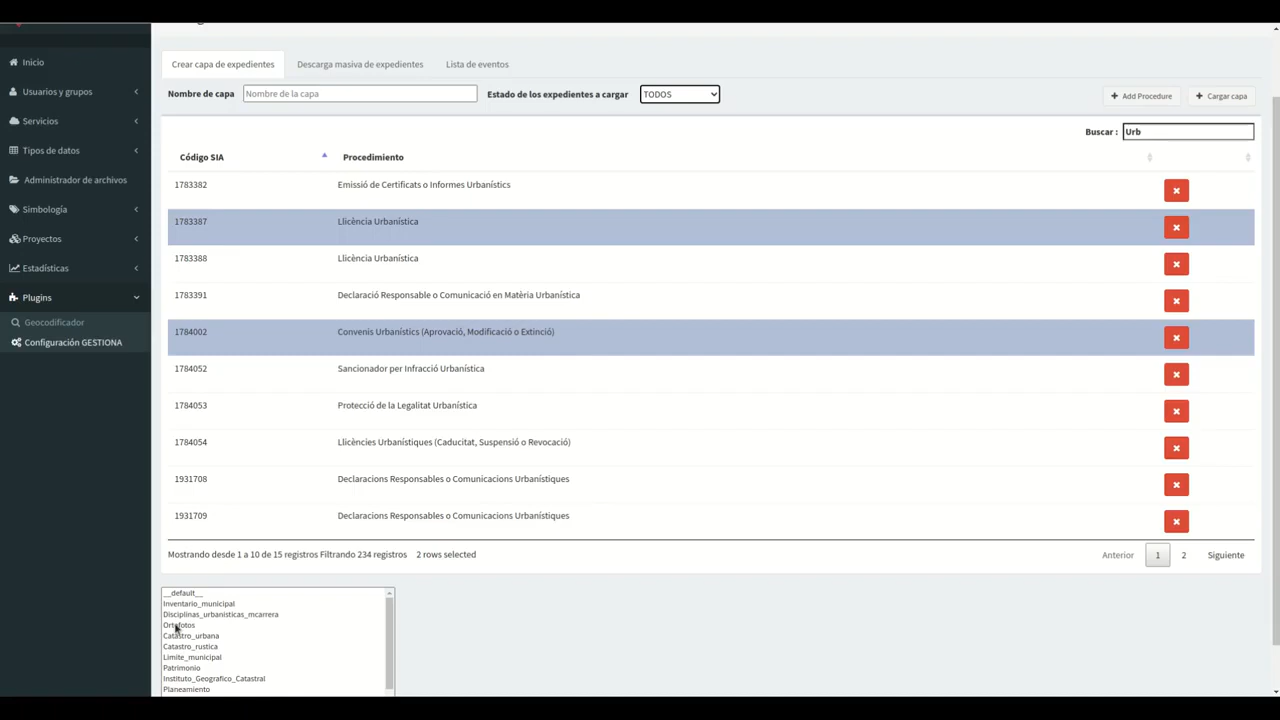 Crear capa de expedientes Descarga masiva de expedientes Lista de eventos
Nombre de capa Nombre de la capa Estado de los expedientes a cargar TODOS Add Procedure Cargar capa
Buscar : Urb
Código SIA Procedimiento
1783382 Emissió de Certificats o Informes Urbanístics
1783387 Llicència Urbanística
1783388 Llicència Urbanística
1783391 Declaració Responsable o Comunicació en Matèria Urbanística
1784002 Convenis Urbanístics (Aprovació, Modificació o Extinció)
1784052 Sancionador per Infracció Urbanística
1784053 Protecció de la Legalitat Urbanística
1784054 Llicències Urbanístiques (Caducitat, Suspensió o Revocació)
1931708 Declaracions Responsables o Comunicacions Urbanístiques
1931709 Declaracions Responsables o Comunicacions Urbanístiques
Mostrando desde 1 a 10 de 15 registros Filtrando 234 registros 2 rows selected Anterior 1 2 Siguiente
__default__
Inventario_municipal
Disciplinas_urbanisticas_mcarrera
Ortofotos
Catastro_urbana
Catastro_rustica
Limite_municipal
Patrimonio
Instituto_Geografico_Catastral
Planeamiento
Inicio
Usuarios y grupos
Servicios
Tipos de datos
Administrador de archivos
Simbología
Proyectos
Estadísticas
Plugins
Geocodificador
Configuración GESTIONA